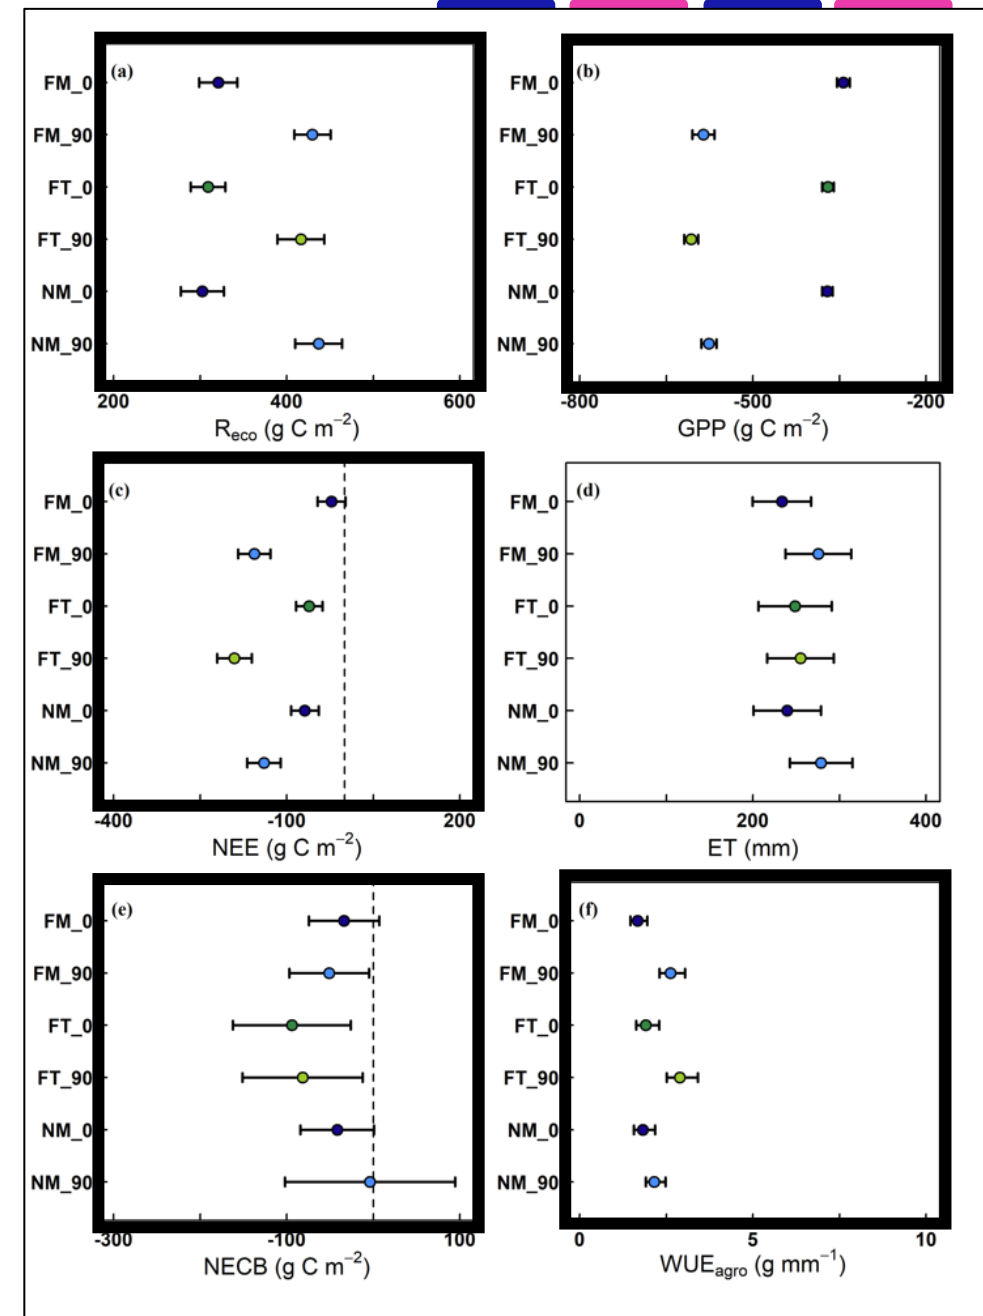 (a)
FM_0
FM_90
FT_0
FT_90
NM_0
NM_90
200 400 600
R_eco (g C m⁻²)
(b)
FM_0
FM_90
FT_0
FT_90
NM_0
NM_90
-800 -500 -200
GPP (g C m⁻²)
(c)
FM_0
FM_90
FT_0
FT_90
NM_0
NM_90
-400 -100 200
NEE (g C m⁻²)
(d)
FM_0
FM_90
FT_0
FT_90
NM_0
NM_90
0 200 400
ET (mm)
(e)
FM_0
FM_90
FT_0
FT_90
NM_0
NM_90
-300 -100 100
NECB (g C m⁻²)
(f)
FM_0
FM_90
FT_0
FT_90
NM_0
NM_90
0 5 10
WUE_agro (g mm⁻¹)